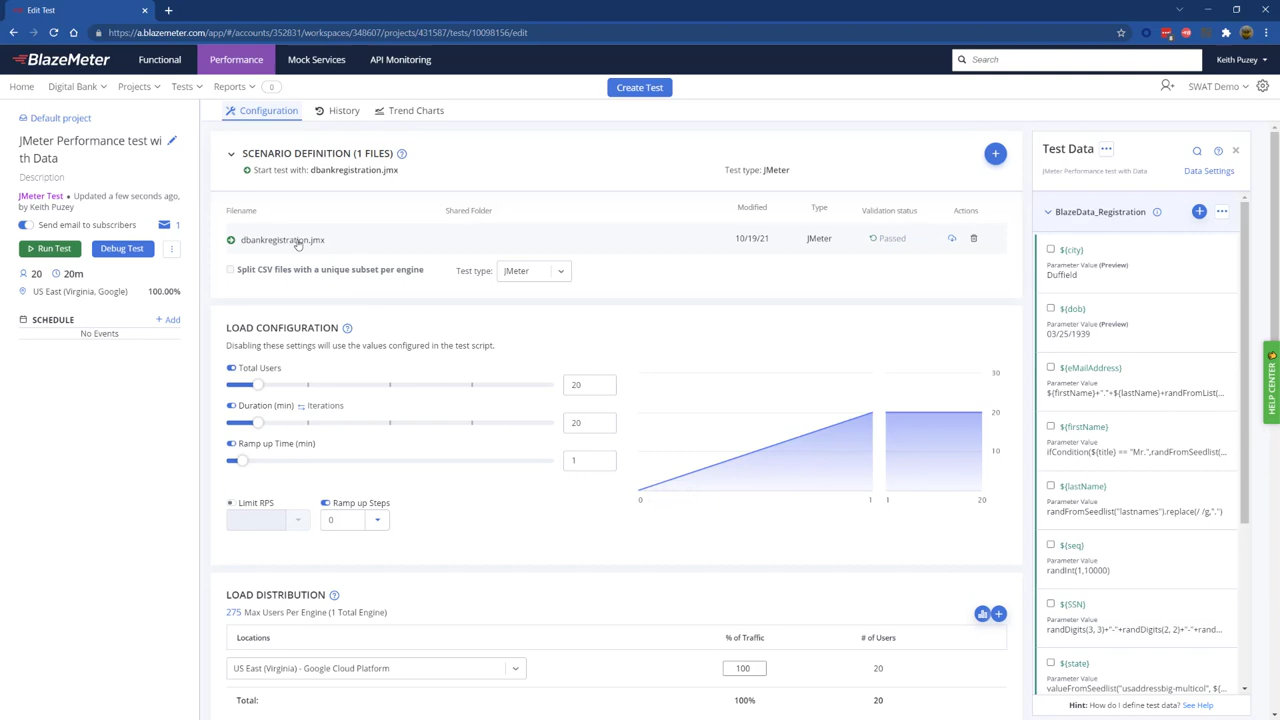 Edit Test
https://a.blazemeter.com/app/#/accounts/352831/workspaces/348607/projects/431587/tests/10098156/edit
BlazeMeter
Functional
Performance
Mock Services
API Monitoring
Search
Keith Puzey
Home
Digital Bank
Projects
Tests
Reports
0
Create Test
SWAT Demo
Default project
JMeter Performance test wi
th Data
Description
JMeter Test • Updated a few seconds ago,
by Keith Puzey
Send email to subscribers
1
Run Test
Debug Test
20
20m
US East (Virginia, Google)
100.00%
SCHEDULE
+ Add
No Events
Configuration
History
Trend Charts
SCENARIO DEFINITION (1 FILES)
Start test with: dbankregistration.jmx
Test type: JMeter
Filename
Shared Folder
Modified
Type
Validation status
Actions
dbankregistration.jmx
10/19/21
JMeter
Passed
Split CSV files with a unique subset per engine
Test type:
JMeter
LOAD CONFIGURATION
Disabling these settings will use the values configured in the test script.
Total Users
20
Duration (min)
Iterations
20
Ramp up Time (min)
1
Limit RPS
Ramp up Steps
0
30
20
10
0
1
20
LOAD DISTRIBUTION
275 Max Users Per Engine (1 Total Engine)
Locations
% of Traffic
# of Users
US East (Virginia) - Google Cloud Platform
100
20
Total:
100%
20
Test Data
JMeter Performance test with Data
Data Settings
BlazeData_Registration
${city}
Parameter Value (Preview)
Duffield
${dob}
Parameter Value (Preview)
03/25/1939
${eMailAddress}
Parameter Value
${firstName}+"."+${lastName}+randFromList(...
${firstName}
Parameter Value
ifCondition(${title} == "Mr.",randFromSeedlist(...
${lastName}
Parameter Value
randFromSeedlist("lastnames").replace(/ /g,".")
${seq}
Parameter Value
randInt(1,10000)
${SSN}
Parameter Value
randDigits(3, 3)+"-"+randDigits(2, 2)+"-"+rand...
${state}
Parameter Value
valueFromSeedlist("usaddressbig-multicol", ${...
Hint: How do I define test data? See Help
HELP CENTER